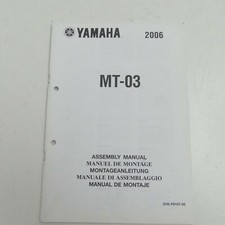 YAMAHA 2006
MT-03
ASSEMBLY MANUAL
MANUEL DE MONTAGE
MONTAGEANLEITUNG
MANUALE DI ASSEMBLAGGIO
MANUAL DE MONTAJE